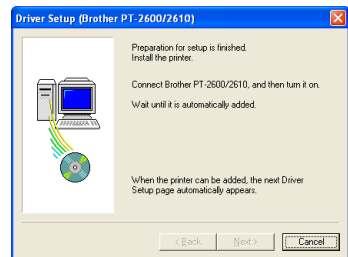 Driver Setup (Brother PT-2600/2610)
Preparation for setup is finished.
Install the printer.
Connect Brother PT-2600/2610, and then turn it on.
Wait until it is automatically added.
When the printer can be added, the next Driver
Setup page automatically appears.
< Back Next > Cancel